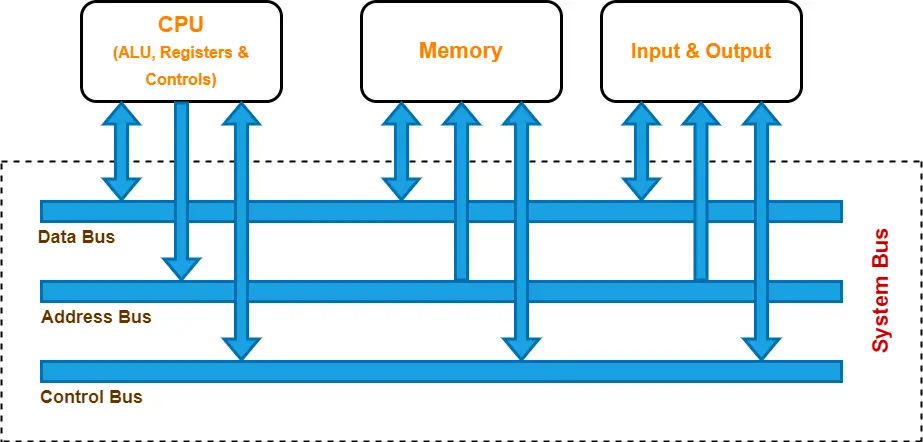 CPU
(ALU, Registers &
Controls)
Memory
Input & Output
Data Bus
Address Bus
Control Bus
System Bus